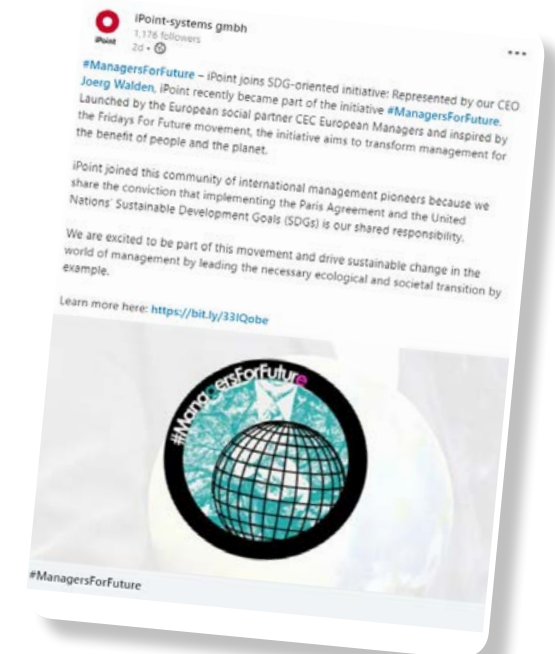 iPoint-systems gmbh
iPoint
1,176 followers
2d •
#ManagersForFuture – iPoint joins SDG-oriented initiative: Represented by our CEO
Joerg Walden, iPoint recently became part of the initiative #ManagersForFuture.
Launched by the European social partner CEC European Managers and inspired by
the Fridays For Future movement, the initiative aims to transform management for
the benefit of people and the planet.
iPoint joined this community of international management pioneers because we
share the conviction that implementing the Paris Agreement and the United
Nations' Sustainable Development Goals (SDGs) is our shared responsibility.
We are excited to be part of this movement and drive sustainable change in the
world of management by leading the necessary ecological and societal transition by
example.
Learn more here: https://bit.ly/33IQobe
#ManagersForFuture
#ManagersForFuture